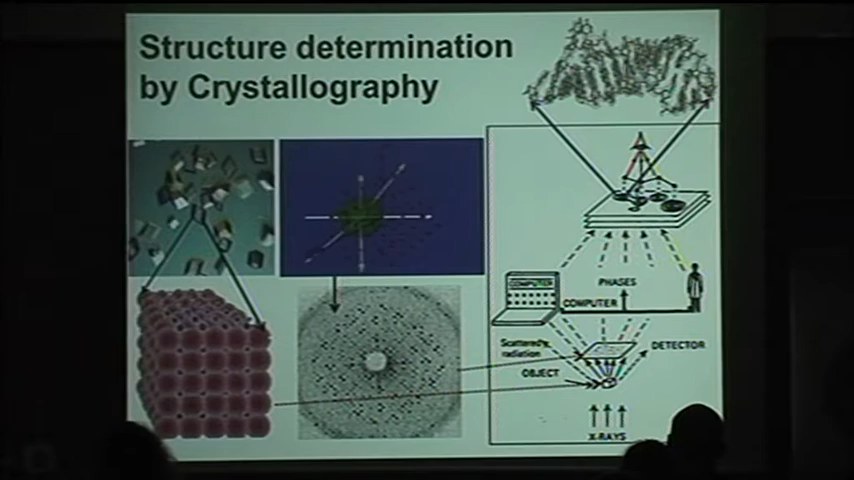 Structure determination
by Crystallography
COMPUTER
PHASES
COMPUTER
Scattered
radiation
DETECTOR
OBJECT
X-RAYS